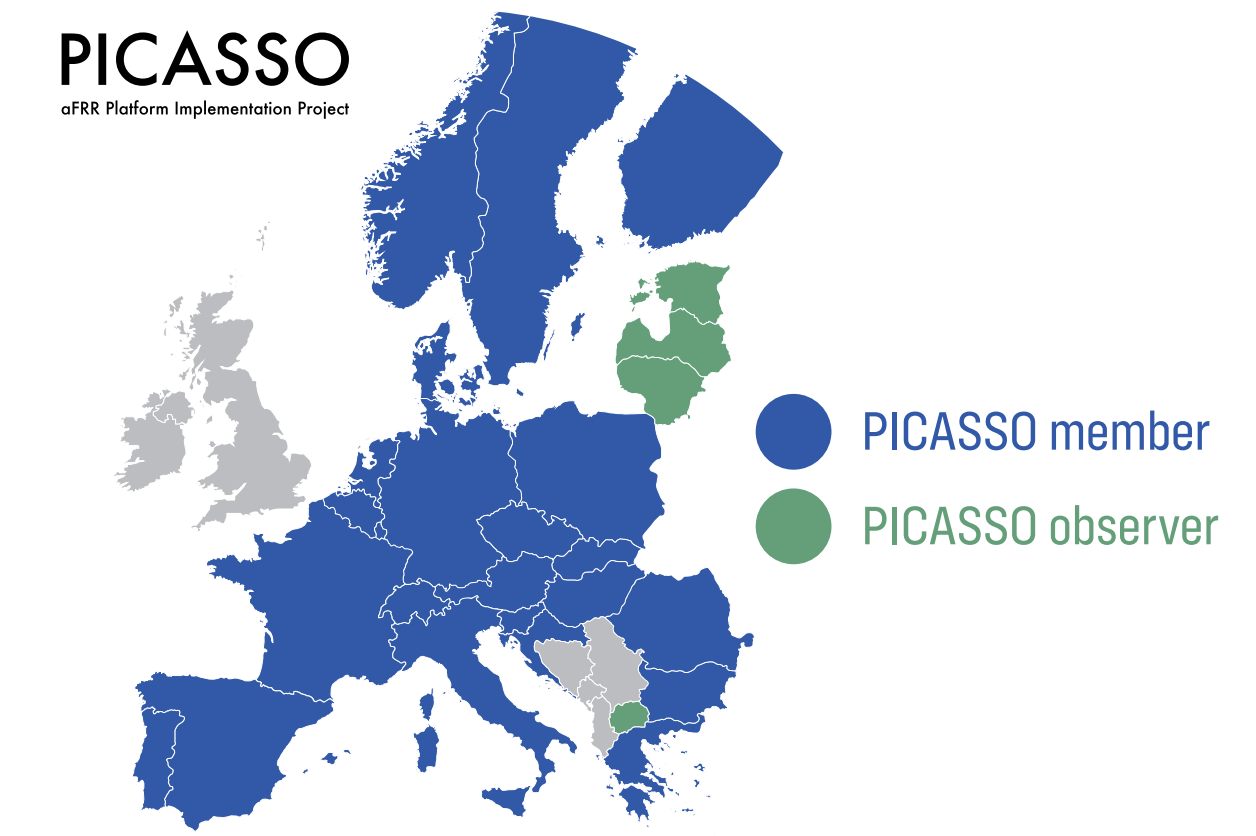 PICASSO
aFRR Platform Implementation Project
PICASSO member
PICASSO observer